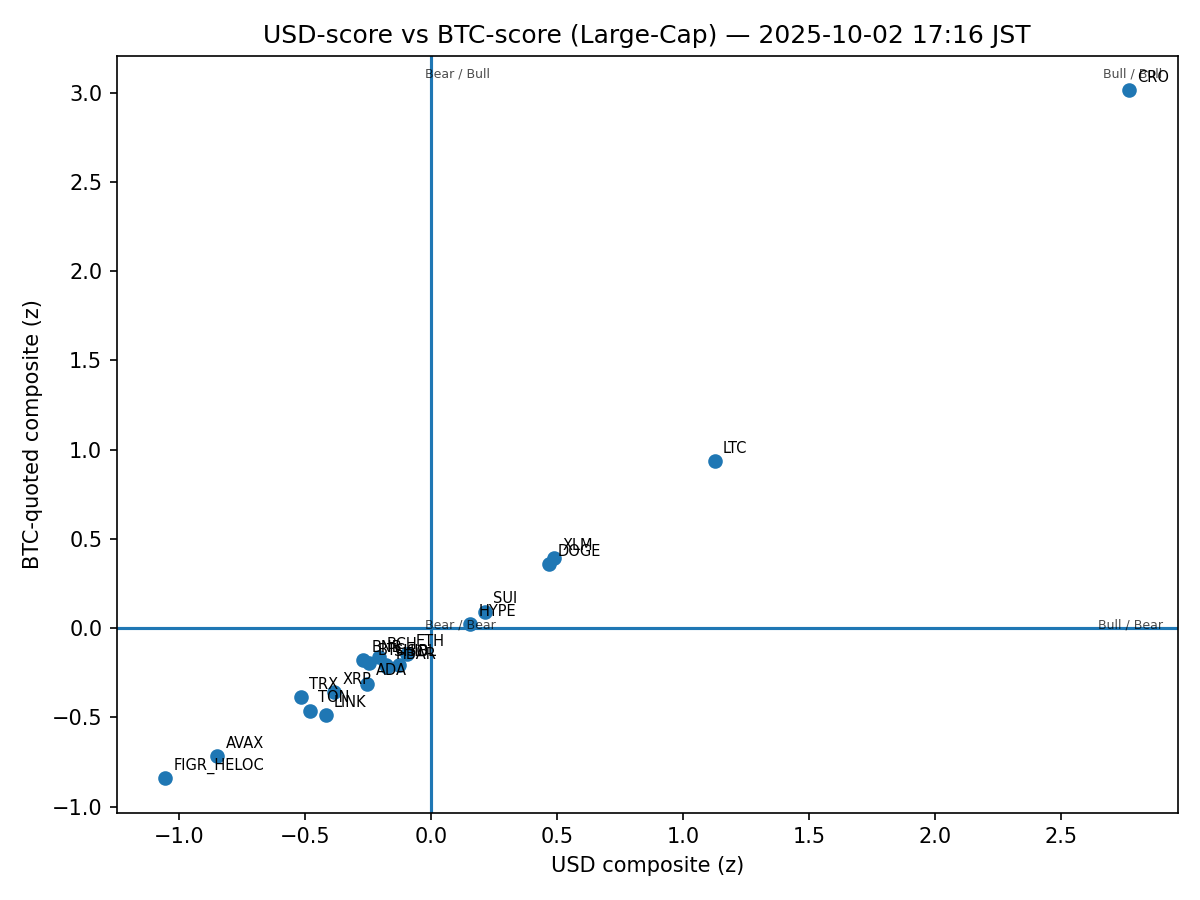 USD-score vs BTC-score (Large-Cap) — 2025-10-02 17:16 JST
Bear / Bull
Bull / Bull
CRO
3.0
2.5
2.0
1.5
LTC
1.0
XLM
DOGE
0.5
SUI
HYPE
Bear / Bear
Bull / Bear
0.0
ETH
BCH
BNB
ADA
XRP
TRX
TON
LINK
−0.5
AVAX
FIGR_HELOC
−1.0
BTC-quoted composite (z)
−1.0
−0.5
0.0
0.5
1.0
1.5
2.0
2.5
USD composite (z)